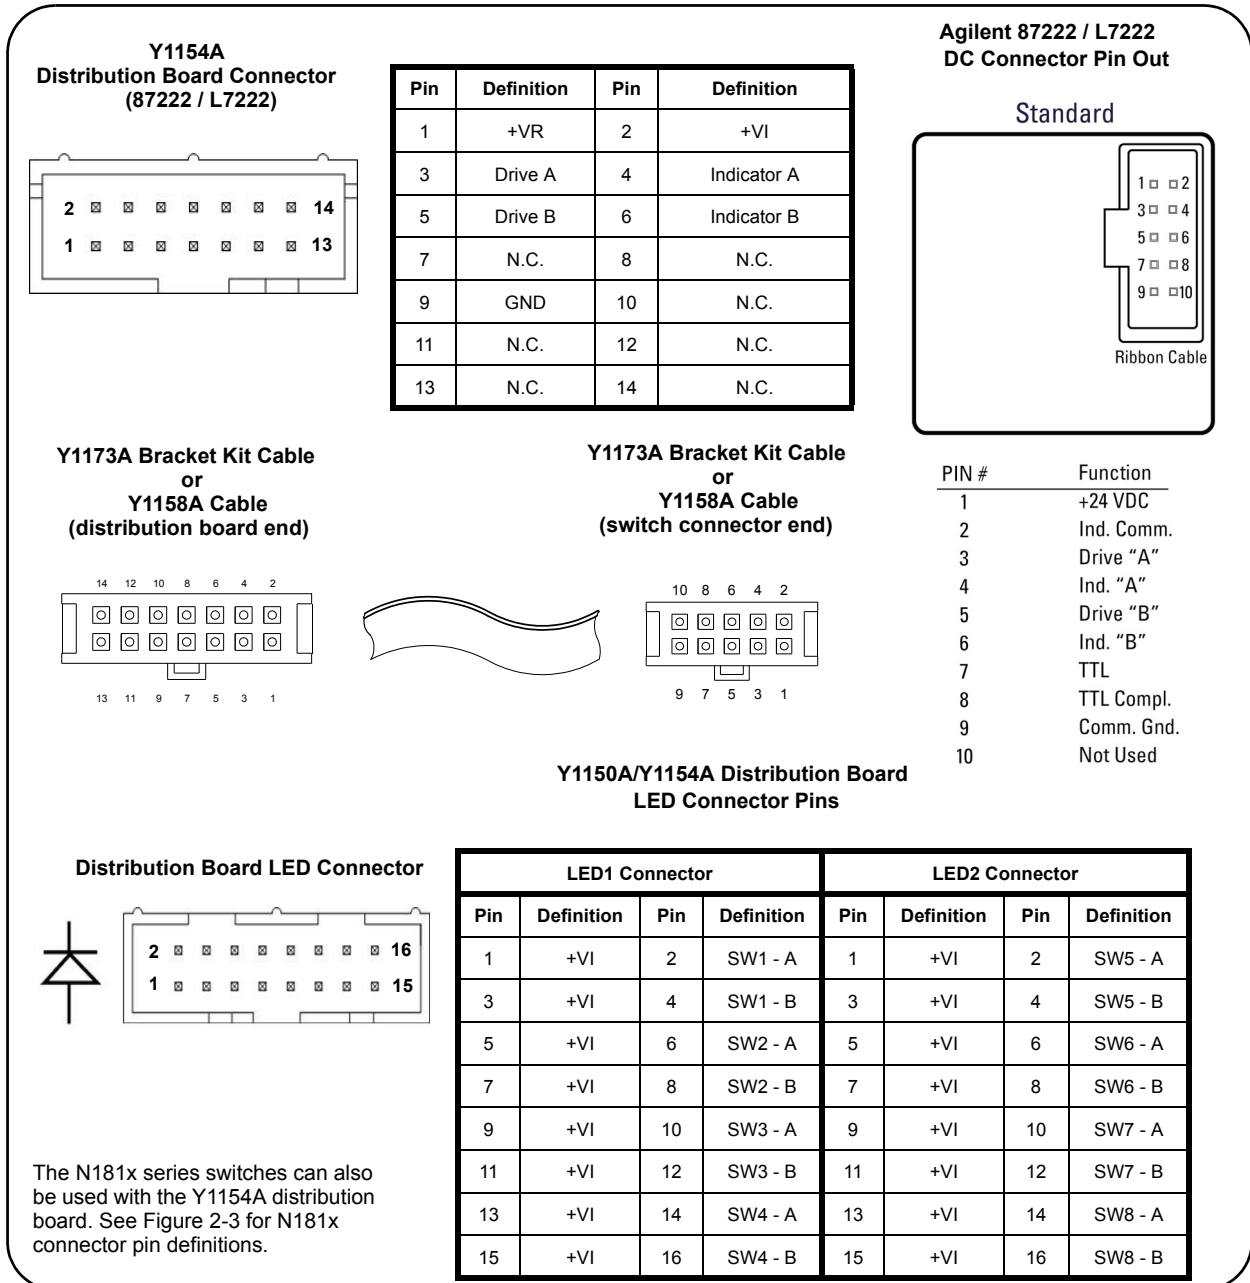 Y1154A
Distribution Board Connector
(87222 / L7222)
2 14
1 13
Pin Definition Pin Definition
1 +VR 2 +VI
3 Drive A 4 Indicator A
5 Drive B 6 Indicator B
7 N.C. 8 N.C.
9 GND 10 N.C.
11 N.C. 12 N.C.
13 N.C. 14 N.C.
Agilent 87222 / L7222
DC Connector Pin Out
Standard
1 2
3 4
5 6
7 8
9 10
Ribbon Cable
Y1173A Bracket Kit Cable
or
Y1158A Cable
(distribution board end)
14 12 10 8 6 4 2
13 11 9 7 5 3 1
Y1173A Bracket Kit Cable
or
Y1158A Cable
(switch connector end)
10 8 6 4 2
9 7 5 3 1
PIN # Function
1 +24 VDC
2 Ind. Comm.
3 Drive “A”
4 Ind. “A”
5 Drive “B”
6 Ind. “B”
7 TTL
8 TTL Compl.
9 Comm. Gnd.
10 Not Used
Y1150A/Y1154A Distribution Board
LED Connector Pins
Distribution Board LED Connector
2 16
1 15
LED1 Connector LED2 Connector
Pin Definition Pin Definition Pin Definition Pin Definition
1 +VI 2 SW1 - A 1 +VI 2 SW5 - A
3 +VI 4 SW1 - B 3 +VI 4 SW5 - B
5 +VI 6 SW2 - A 5 +VI 6 SW6 - A
7 +VI 8 SW2 - B 7 +VI 8 SW6 - B
9 +VI 10 SW3 - A 9 +VI 10 SW7 - A
11 +VI 12 SW3 - B 11 +VI 12 SW7 - B
13 +VI 14 SW4 - A 13 +VI 14 SW8 - A
15 +VI 16 SW4 - B 15 +VI 16 SW8 - B
The N181x series switches can also
be used with the Y1154A distribution
board. See Figure 2-3 for N181x
connector pin definitions.